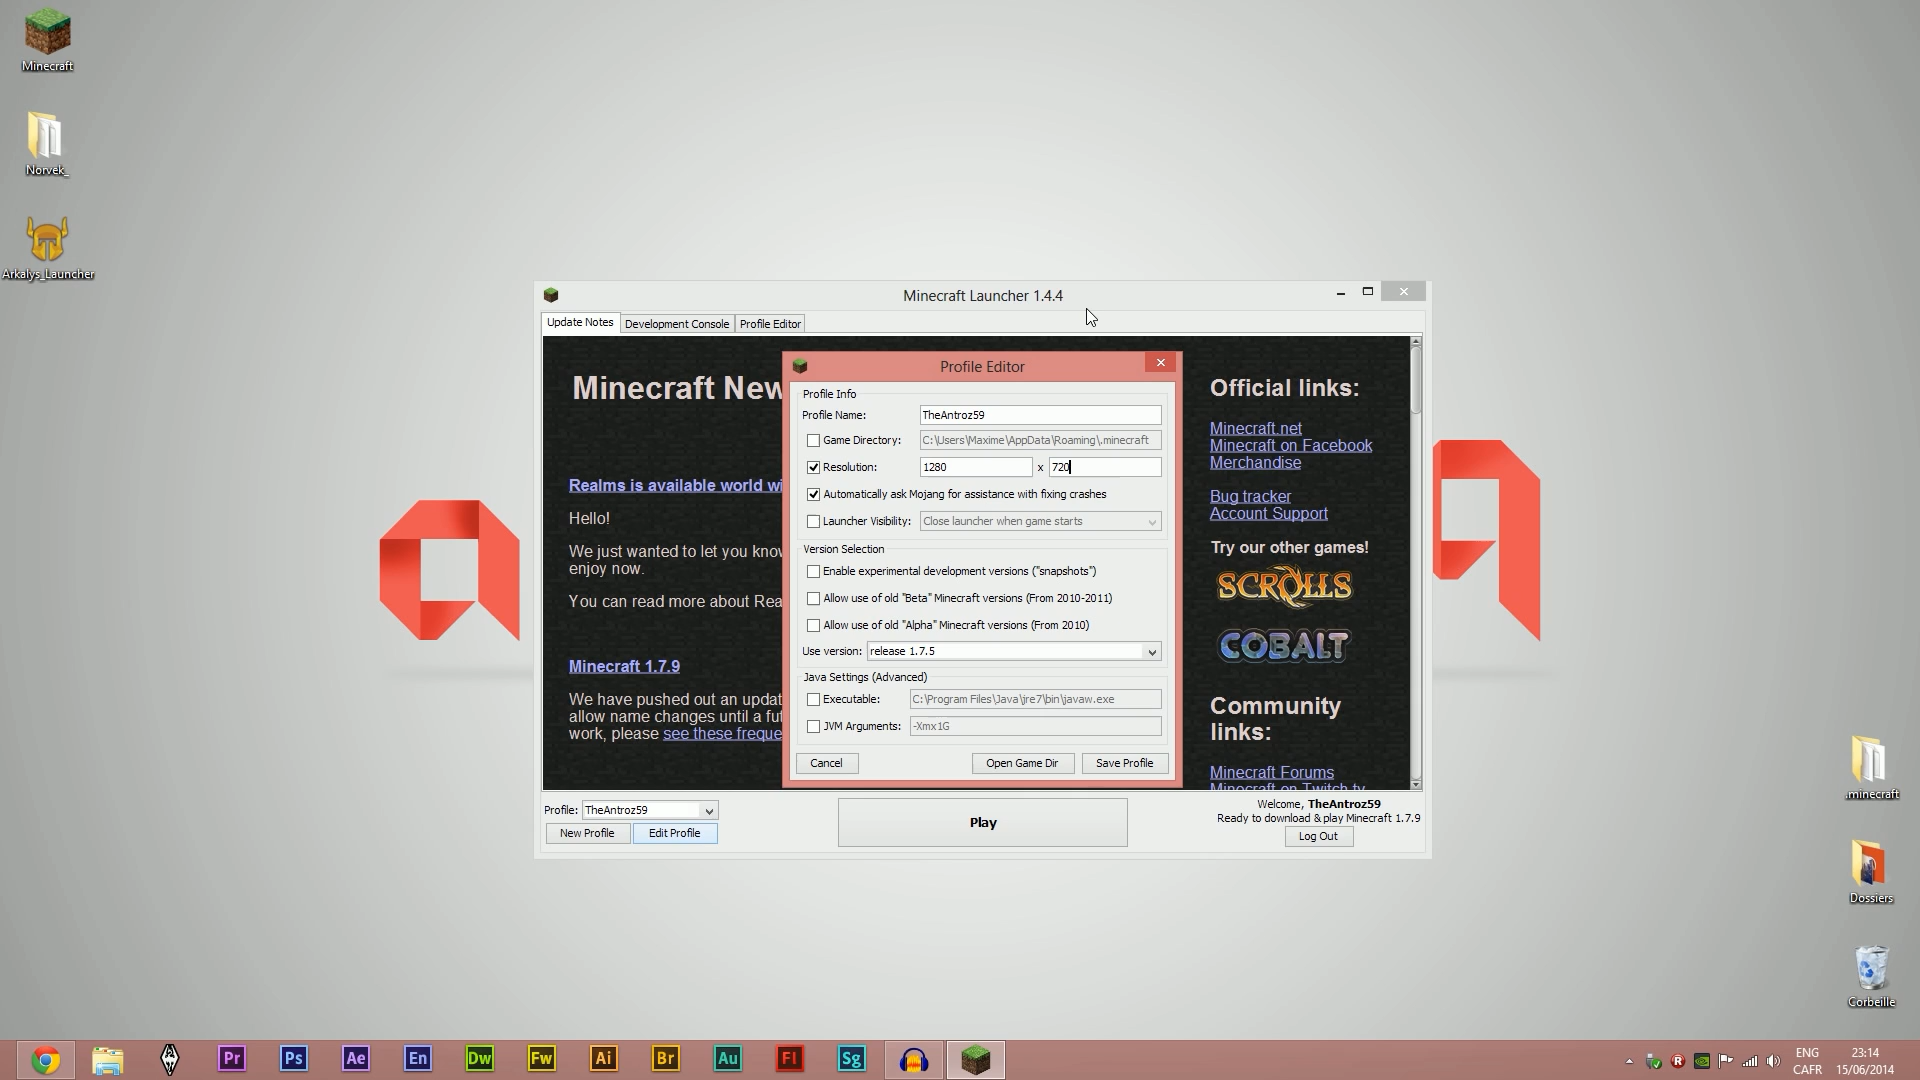 Minecraft
Norvek_
Arkalys_Launcher
Minecraft Launcher 1.4.4
Update Notes
Development Console
Profile Editor
Minecraft New
Realms is available world wi
Hello!
We just wanted to let you know
enjoy now.
You can read more about Rea
Minecraft 1.7.9
We have pushed out an updat
allow name changes until a fut
work, please see these freque
Profile Editor
Profile Info
Profile Name: TheAntroz59
Game Directory: C:\Users\Maxime\AppData\Roaming\.minecraft
Resolution: 1280 x 720
Automatically ask Mojang for assistance with fixing crashes
Launcher Visibility: Close launcher when game starts
Version Selection
Enable experimental development versions ("snapshots")
Allow use of old "Beta" Minecraft versions (From 2010-2011)
Allow use of old "Alpha" Minecraft versions (From 2010)
Use version: release 1.7.5
Java Settings (Advanced)
Executable: C:\Program Files\Java\jre7\bin\javaw.exe
JVM Arguments: -Xmx1G
Cancel
Open Game Dir
Save Profile
Official links:
Minecraft.net
Minecraft on Facebook
Merchandise
Bug tracker
Account Support
Try our other games!
SCROLLS
COBALT
Community
links:
Minecraft Forums
Minecraft on Twitch.tv
Profile: TheAntroz59
New Profile
Edit Profile
Play
Welcome, TheAntroz59
Ready to download & play Minecraft 1.7.9
Log Out
.minecraft
Dossiers
Corbeille
Pr
Ps
Ae
En
Dw
Fw
Ai
Br
Au
Fl
Sg
R
ENG
CAFR
23:14
15/06/2014